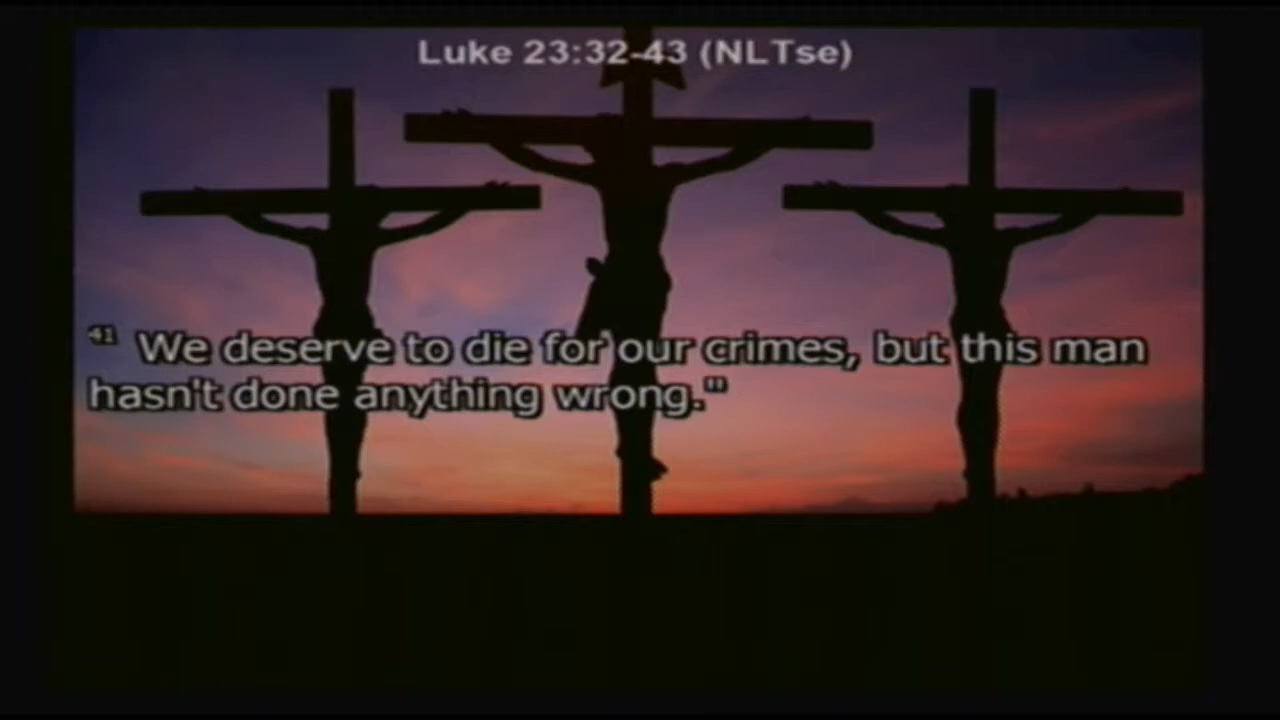 Luke 23:32-43 (NLTse)
41 We deserve to die for our crimes, but this man
hasn't done anything wrong."